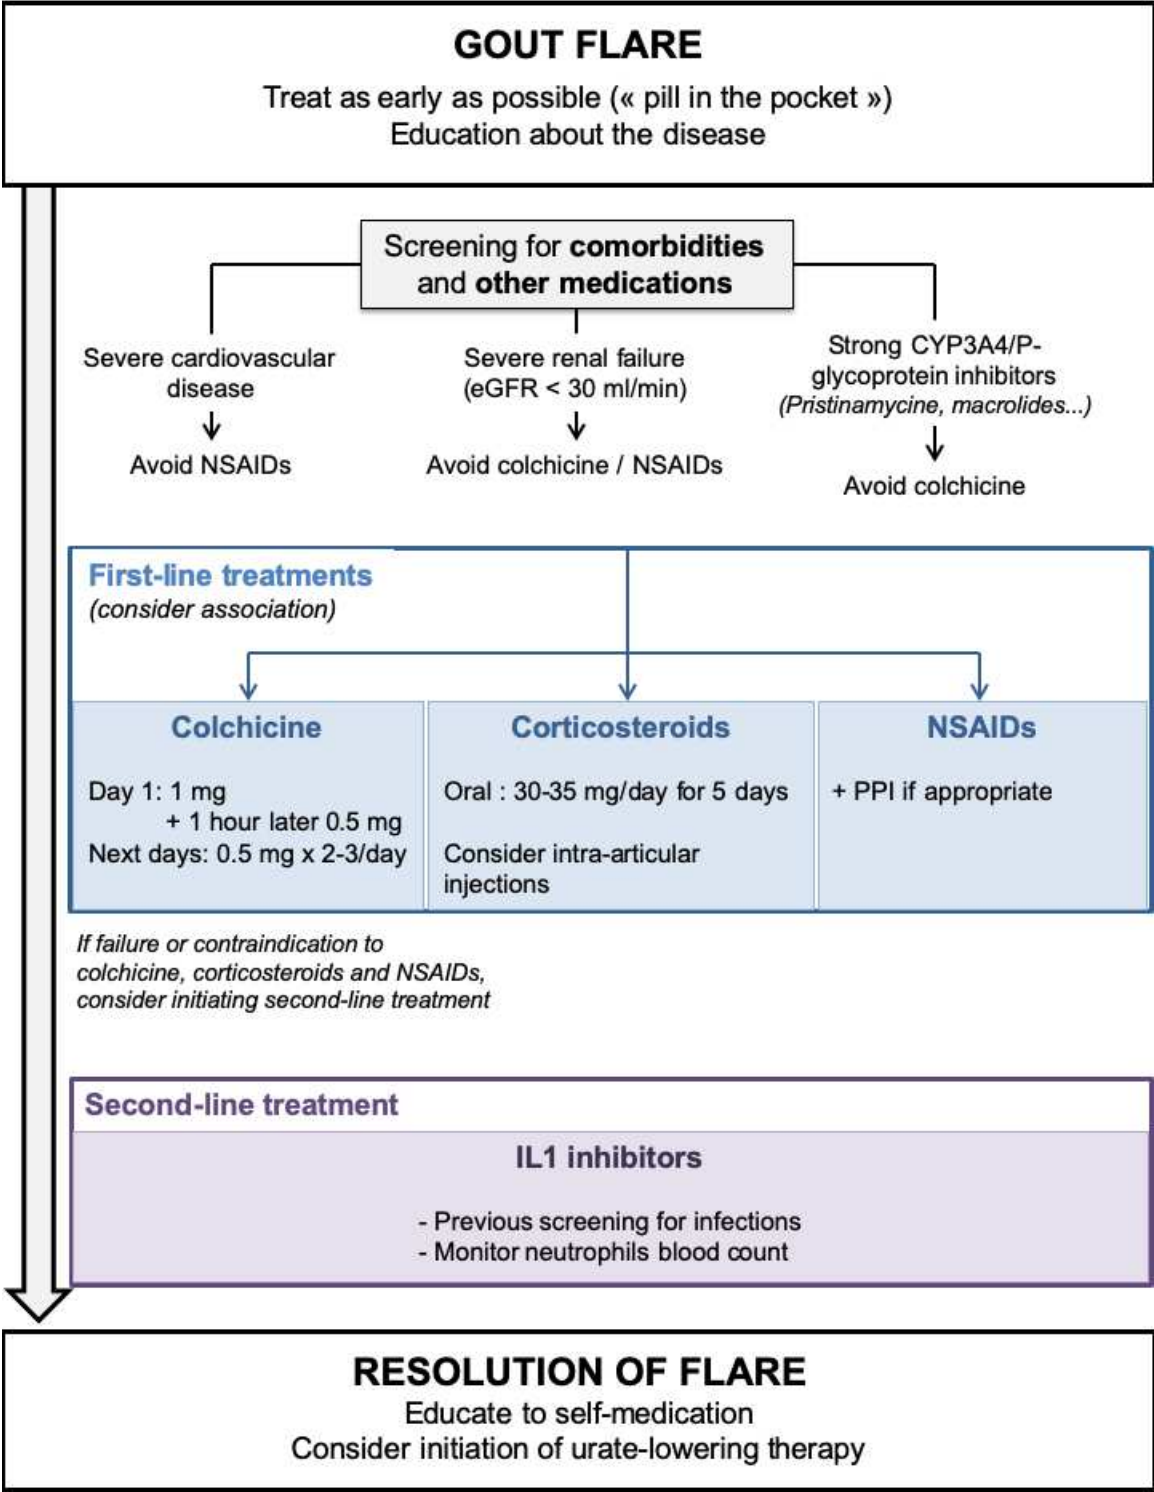 GOUT FLARE
Treat as early as possible (« pill in the pocket »)
Education about the disease
Screening for comorbidities
and other medications
Severe cardiovascular
disease
Avoid NSAIDs
Severe renal failure
(eGFR < 30 ml/min)
Avoid colchicine / NSAIDs
Strong CYP3A4/P-
glycoprotein inhibitors
(Pristinamycine, macrolides...)
Avoid colchicine
First-line treatments
(consider association)
Colchicine
Day 1: 1 mg
+ 1 hour later 0.5 mg
Next days: 0.5 mg x 2-3/day
Corticosteroids
Oral : 30-35 mg/day for 5 days
Consider intra-articular
injections
NSAIDs
+ PPI if appropriate
If failure or contraindication to
colchicine, corticosteroids and NSAIDs,
consider initiating second-line treatment
Second-line treatment
IL1 inhibitors
- Previous screening for infections
- Monitor neutrophils blood count
RESOLUTION OF FLARE
Educate to self-medication
Consider initiation of urate-lowering therapy